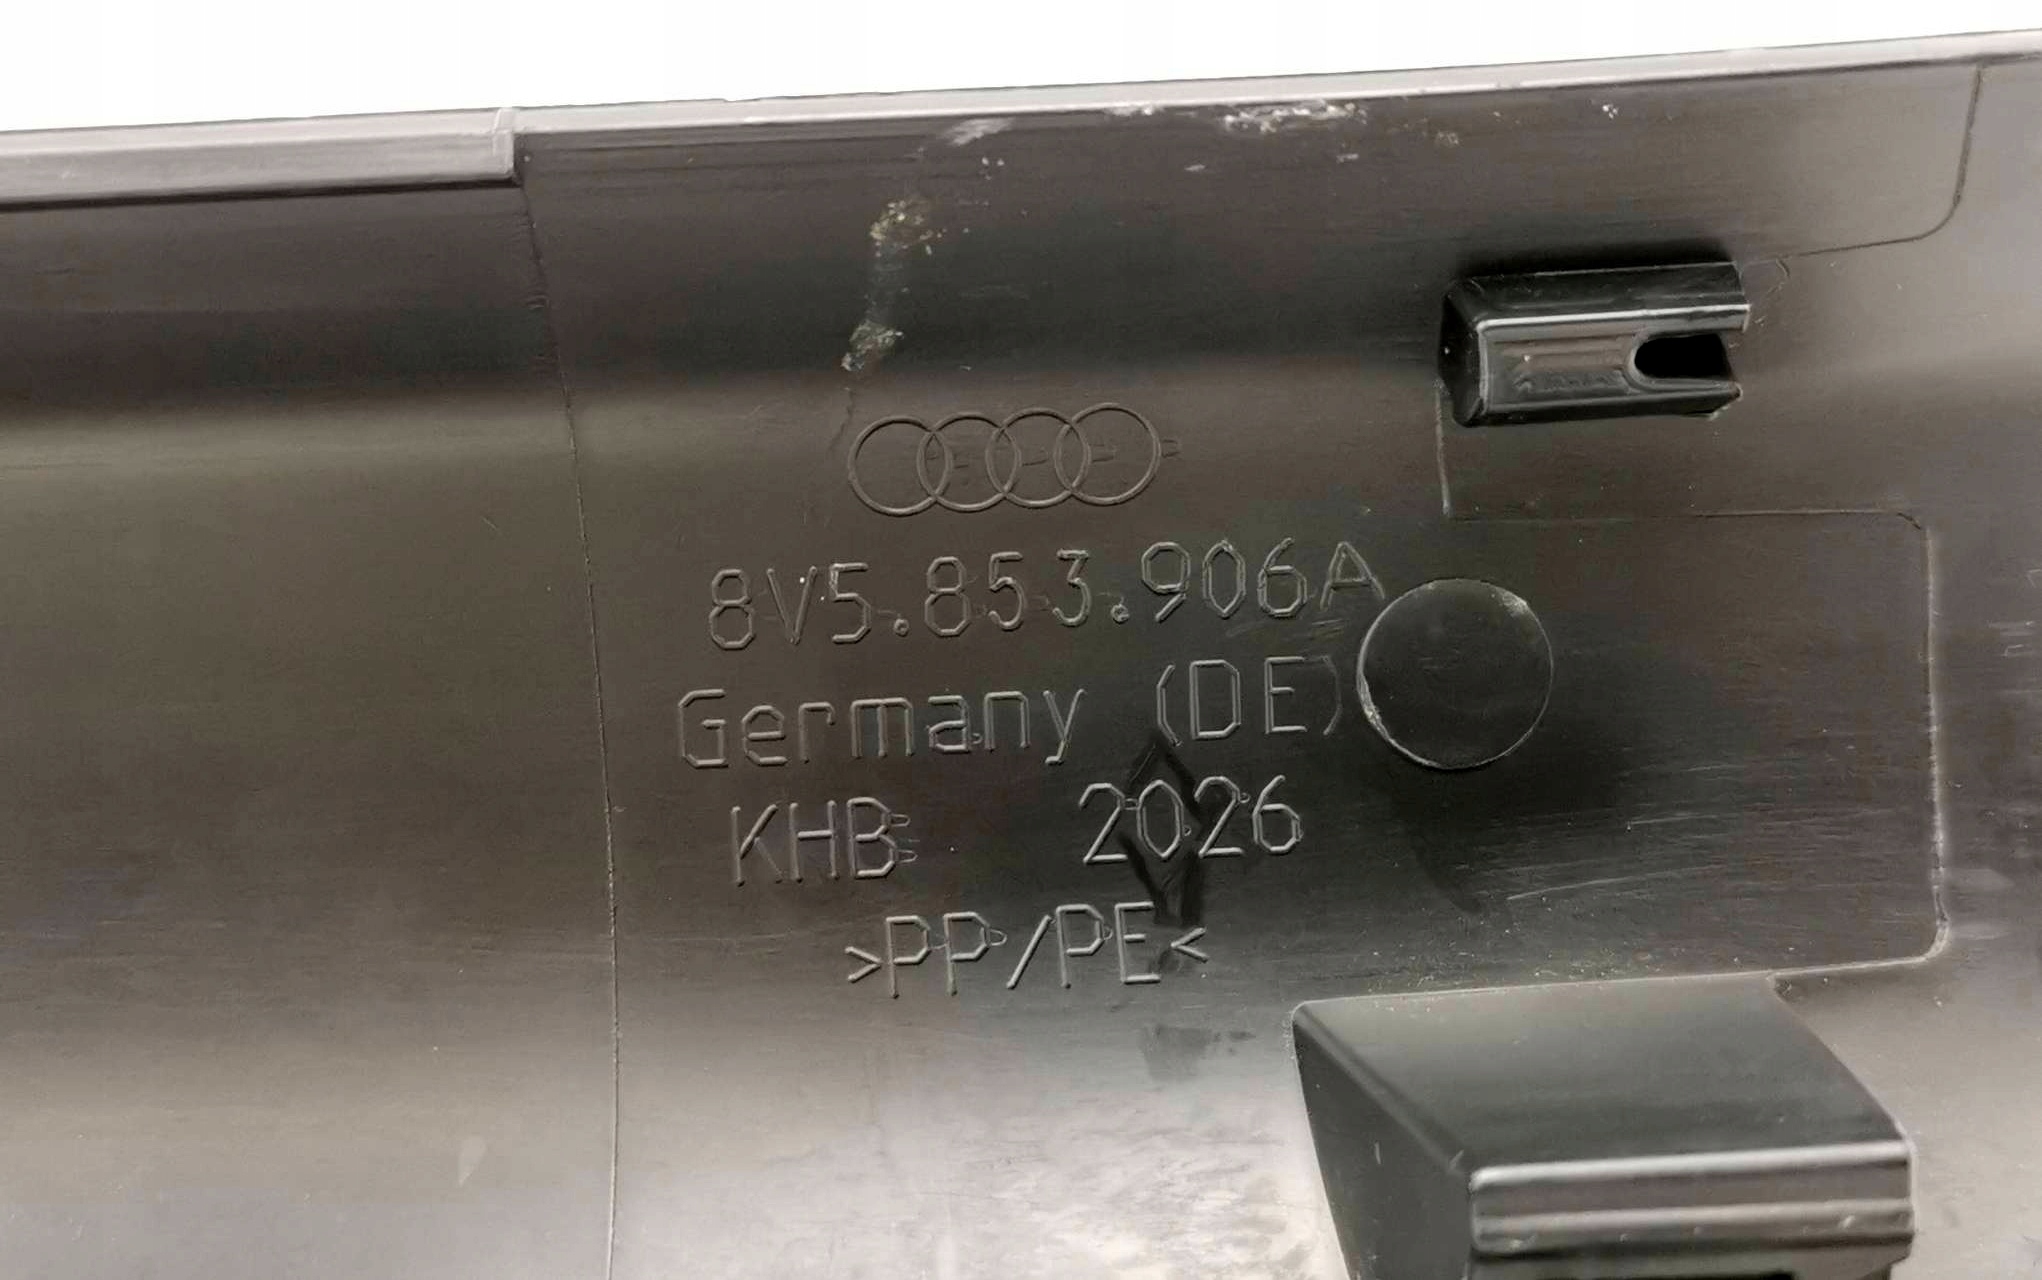 8V5.853.906A
Germany (DE)
KHB 2026
>PP/PE<